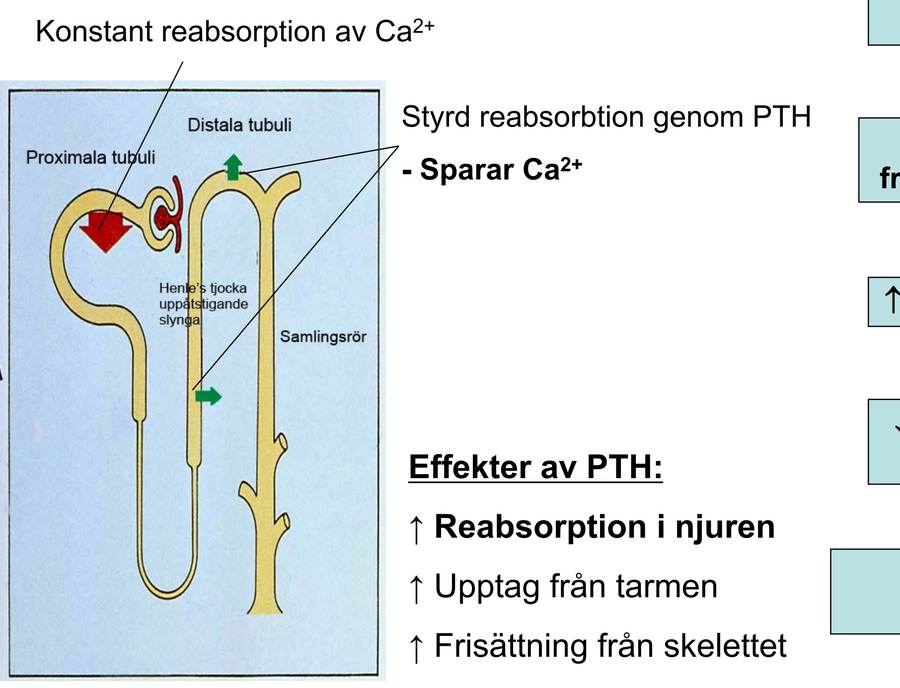 Konstant reabsorption av Ca²⁺
Distala tubuli
Proximala tubuli
Styrd reabsorbtion genom PTH
- Sparar Ca²⁺
Henle's tjocka
uppåtstigande
slynga
Samlingsrör
Effekter av PTH:
↑ Reabsorption i njuren
↑ Upptag från tarmen
↑ Frisättning från skelettet
fr
↑